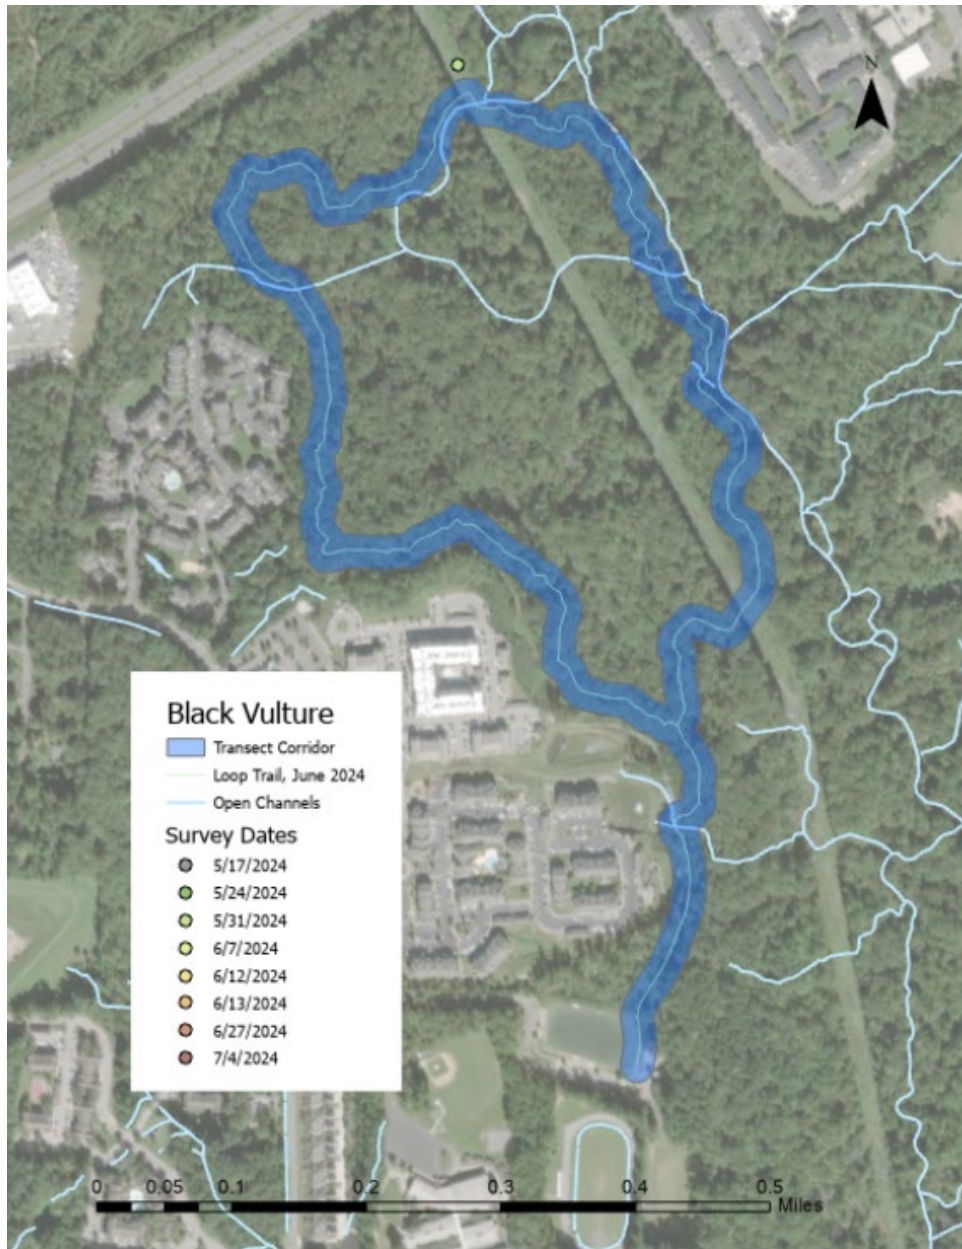 N
Black Vulture
Transect Corridor
Loop Trail, June 2024
Open Channels
Survey Dates
5/17/2024
5/24/2024
5/31/2024
6/7/2024
6/12/2024
6/13/2024
6/27/2024
7/4/2024
0 0.05 0.1 0.2 0.3 0.4 0.5
Miles